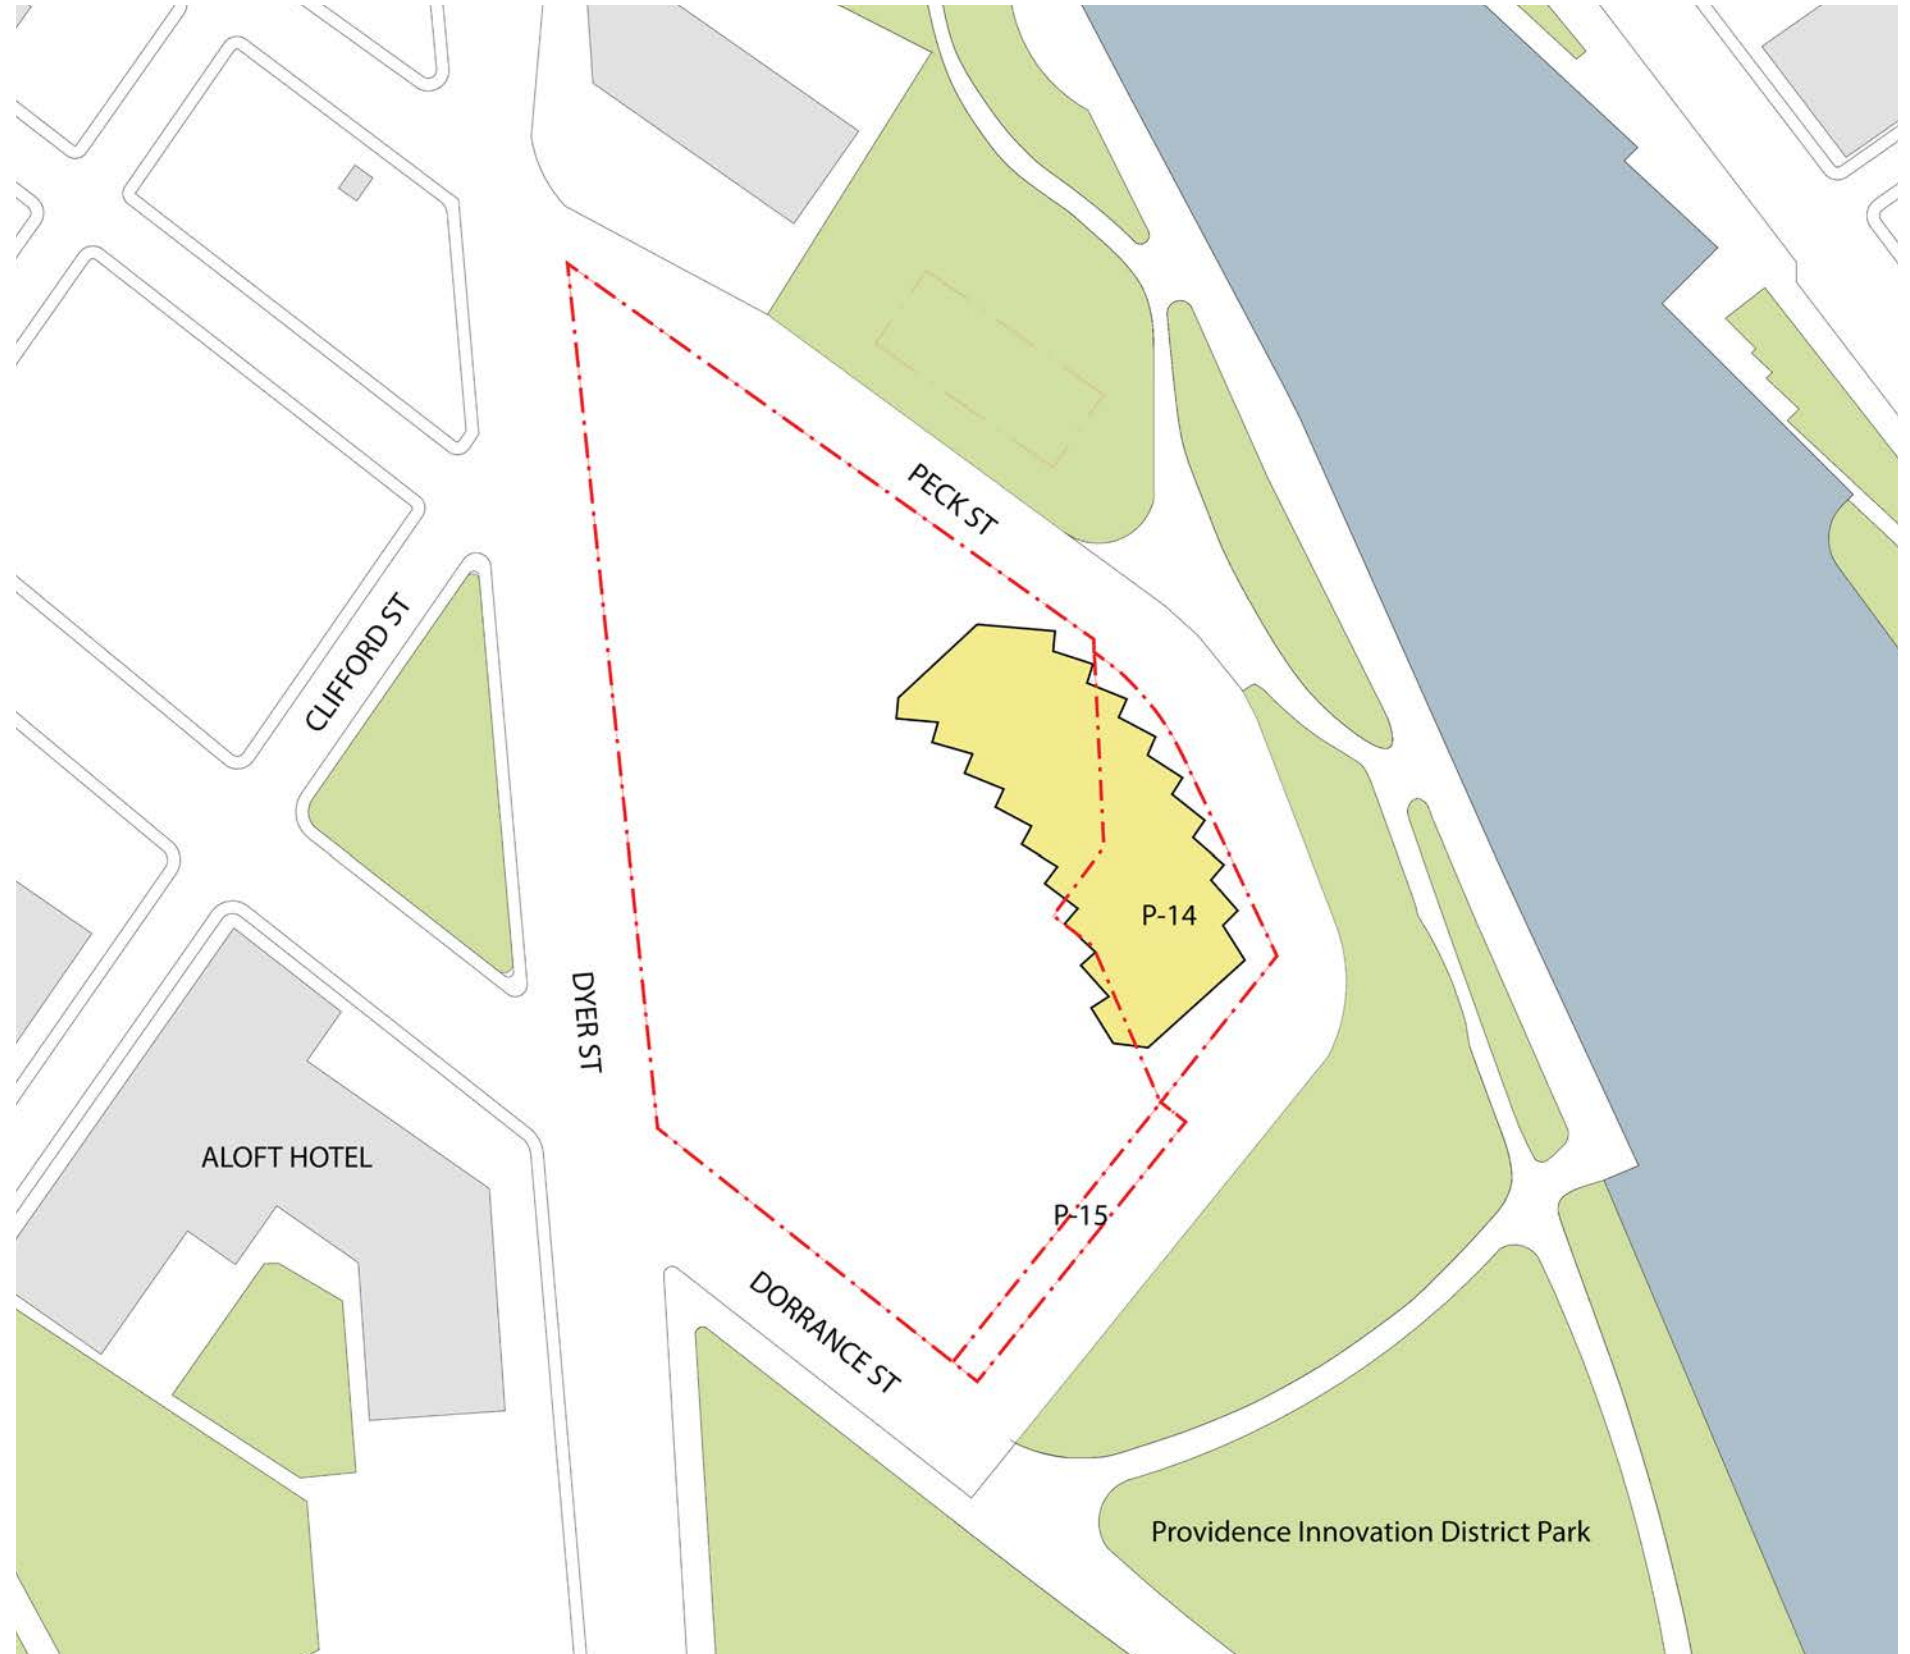 PECK ST
CLIFFORD ST
P-14
DYER ST
ALOFT HOTEL
P-15
DORRANCE ST
Providence Innovation District Park